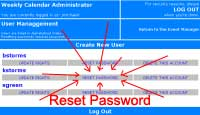 Weekly Calendar Administrator
LOG OUT
User Management
Return to the Event Manager
Create New User
bstorms
UPDATE RIGHTS RESET PASSWORD DELETE THIS ACCOUNT
kstorms
UPDATE RIGHTS RESET PASSWORD DELETE THIS ACCOUNT
vgreen
UPDATE RIGHTS RESET PASSWORD DELETE THIS ACCOUNT
Reset Password
Log Out